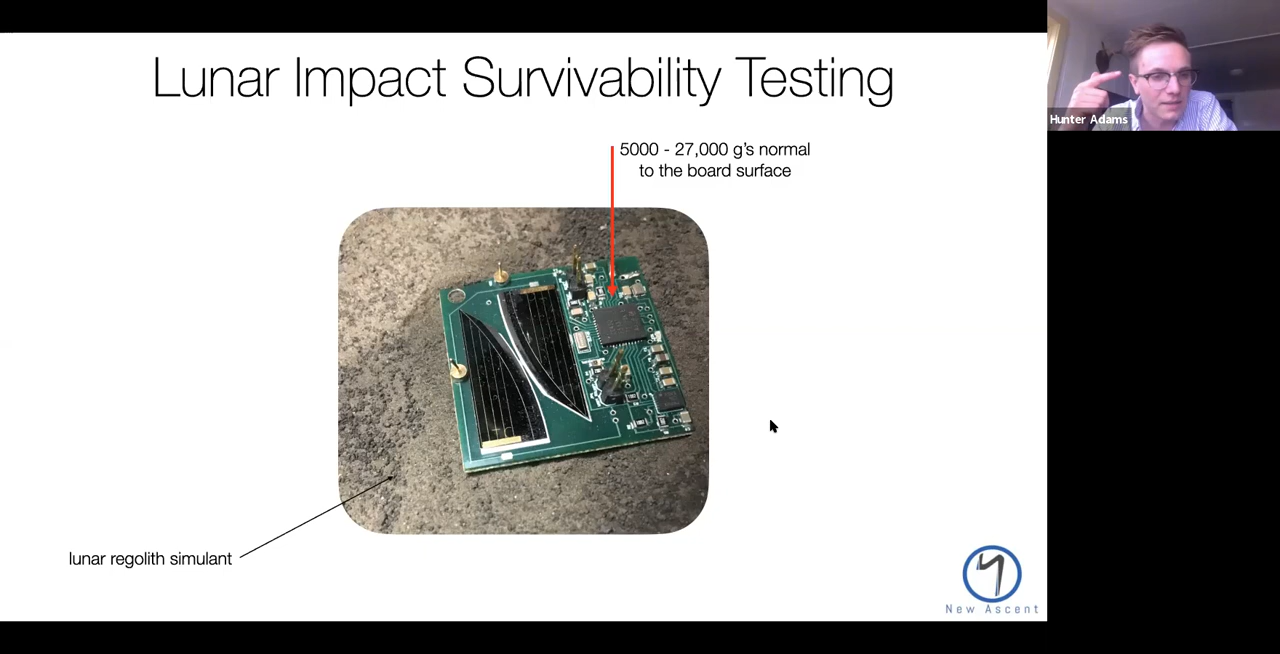 Lunar Impact Survivability Testing
Hunter Adams
5000 - 27,000 g's normal
to the board surface
lunar regolith simulant
New Ascent